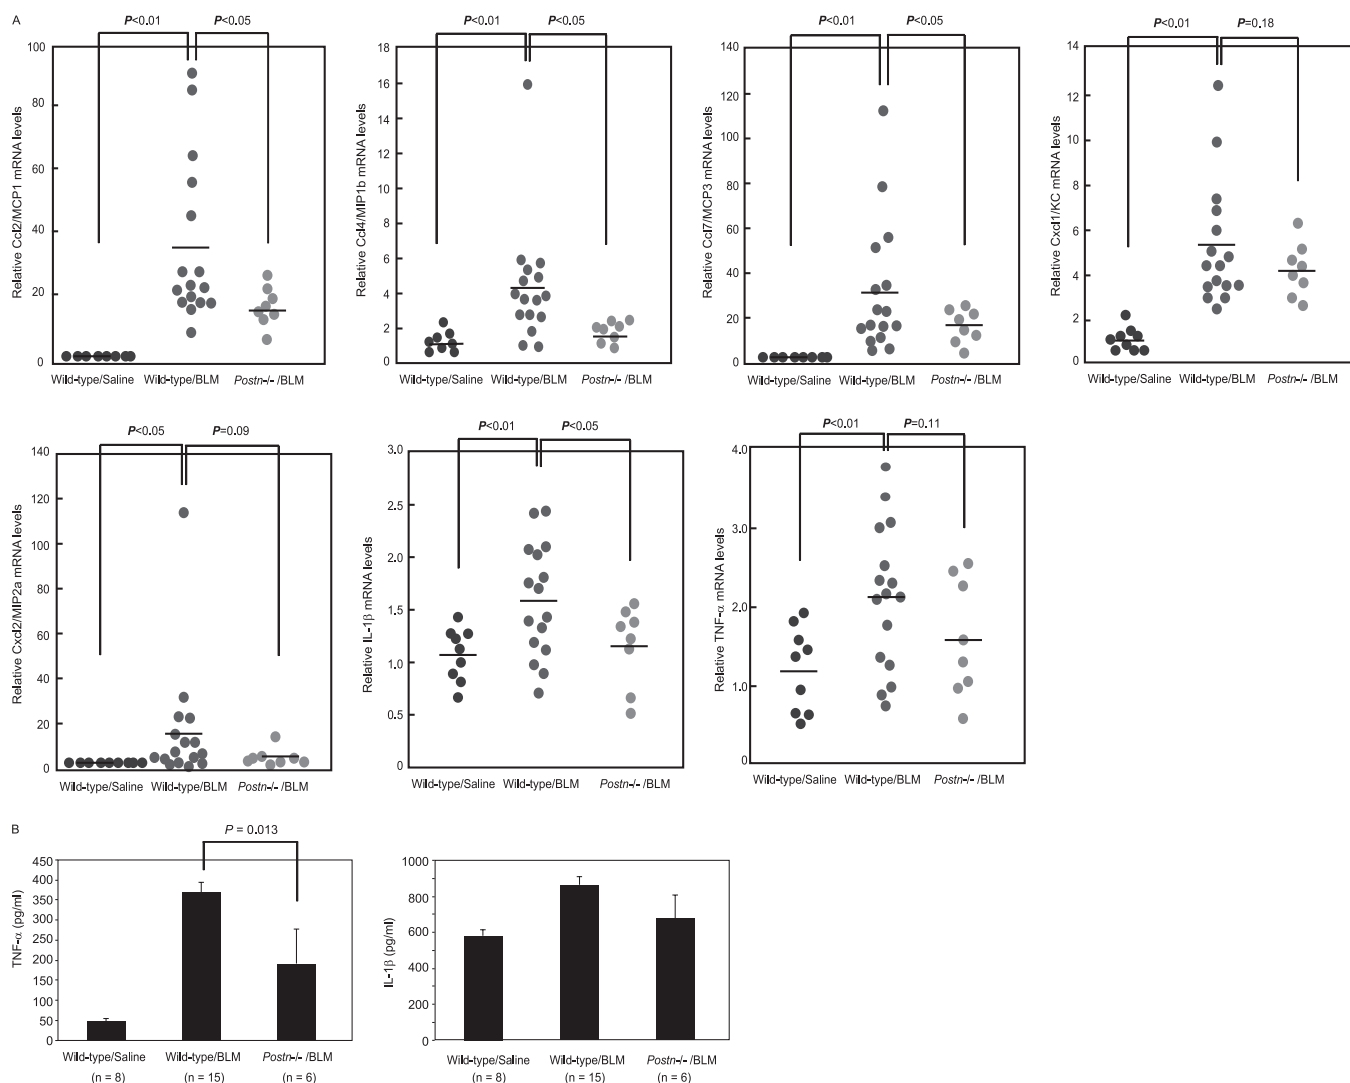 A
P<0.01
P<0.05
Relative Ccl2/MCP1 mRNA levels
100
80
60
40
20
0
Wild-type/Saline
Wild-type/BLM
Postn-/- /BLM
P<0.01
P<0.05
Relative Ccl4/MIP1b mRNA levels
18
16
14
12
10
8
6
4
2
0
Wild-type/Saline
Wild-type/BLM
Postn-/- /BLM
P<0.01
P<0.05
Relative Ccl7/MCP3 mRNA levels
140
120
100
80
60
40
20
0
Wild-type/Saline
Wild-type/BLM
Postn-/- /BLM
P<0.01
P=0.18
Relative Cxcl1/KC mRNA levels
14
12
10
8
6
4
2
0
Wild-type/Saline
Wild-type/BLM
Postn-/- /BLM
P<0.05
P=0.09
Relative Cxcl2/MIP2a mRNA levels
140
120
100
80
60
40
20
0
Wild-type/Saline
Wild-type/BLM
Postn-/- /BLM
P<0.01
P<0.05
Relative IL-1β mRNA levels
3.0
2.5
2.0
1.5
1.0
0.5
0
Wild-type/Saline
Wild-type/BLM
Postn-/- /BLM
P<0.01
P=0.11
Relative TNF-α mRNA levels
4.0
3.0
2.0
1.0
0.0
Wild-type/Saline
Wild-type/BLM
Postn-/- /BLM
B
P = 0.013
TNF-α (pg/ml)
450
400
350
300
250
200
150
100
50
0
Wild-type/Saline
Wild-type/BLM
Postn-/- /BLM
(n = 8)
(n = 15)
(n = 6)
IL-1β (pg/ml)
1000
800
600
400
200
0
Wild-type/Saline
Wild-type/BLM
Postn-/- /BLM
(n = 8)
(n = 15)
(n = 6)